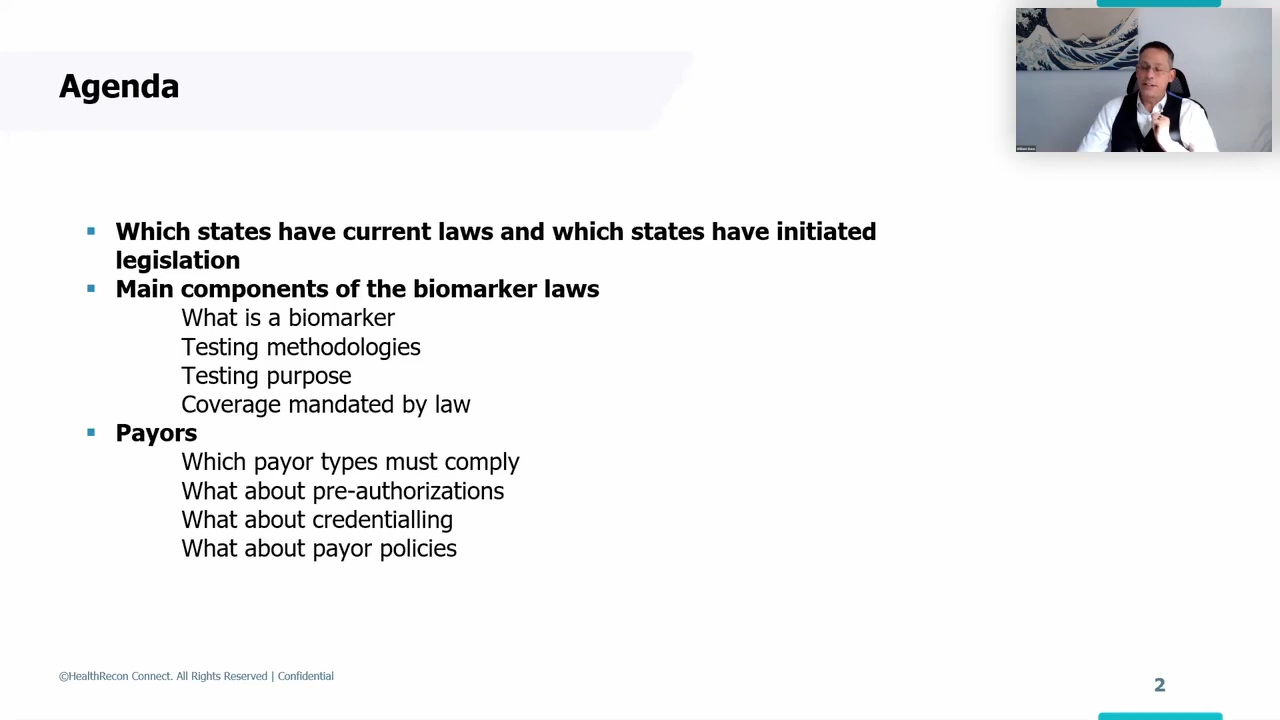 Agenda
▪ Which states have current laws and which states have initiated
legislation
▪ Main components of the biomarker laws
What is a biomarker
Testing methodologies
Testing purpose
Coverage mandated by law
▪ Payors
Which payor types must comply
What about pre-authorizations
What about credentialling
What about payor policies
©HealthRecon Connect. All Rights Reserved | Confidential
2